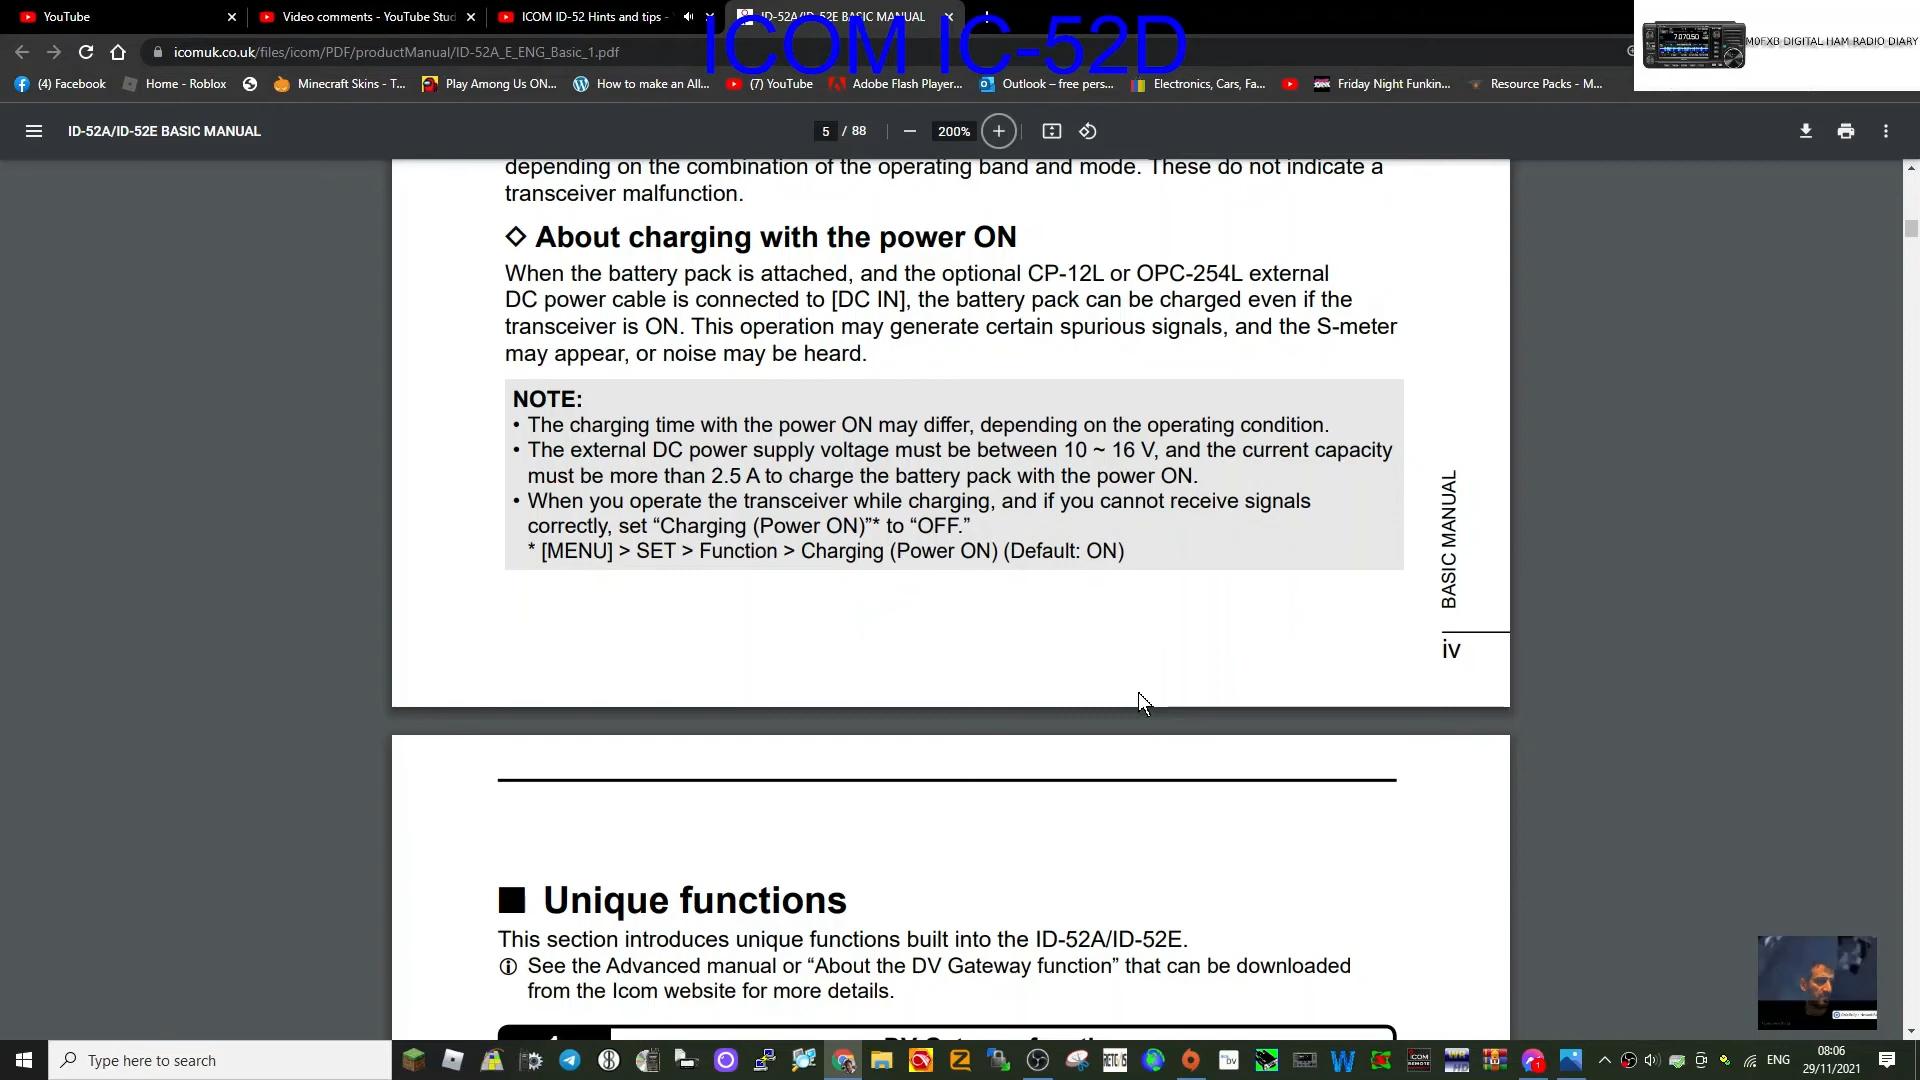 YouTube
Video comments - YouTube Stud
ICOM ID-52 Hints and tips -
ID-52A/ID-52E BASIC MANUAL
ICOM IC-52D
M0FXB DIGITAL HAM RADIO DIARY
icomuk.co.uk/files/icom/PDF/productManual/ID-52A_E_ENG_Basic_1.pdf
(4) Facebook
Home - Roblox
Minecraft Skins - T...
Play Among Us ON...
How to make an All...
(7) YouTube
Adobe Flash Player...
Outlook – free pers...
Electronics, Cars, Fa...
Friday Night Funkin...
Resource Packs - M...
ID-52A/ID-52E BASIC MANUAL
5 / 88
200%
depending on the combination of the operating band and mode. These do not indicate a
transceiver malfunction.
◇ About charging with the power ON
When the battery pack is attached, and the optional CP-12L or OPC-254L external
DC power cable is connected to [DC IN], the battery pack can be charged even if the
transceiver is ON. This operation may generate certain spurious signals, and the S-meter
may appear, or noise may be heard.
NOTE:
• The charging time with the power ON may differ, depending on the operating condition.
• The external DC power supply voltage must be between 10 ~ 16 V, and the current capacity
must be more than 2.5 A to charge the battery pack with the power ON.
• When you operate the transceiver while charging, and if you cannot receive signals
correctly, set “Charging (Power ON)”* to “OFF.”
* [MENU] > SET > Function > Charging (Power ON) (Default: ON)
BASIC MANUAL
iv
■ Unique functions
This section introduces unique functions built into the ID-52A/ID-52E.
ⓘ See the Advanced manual or “About the DV Gateway function” that can be downloaded
from the Icom website for more details.
Type here to search
ENG
08:06
29/11/2021